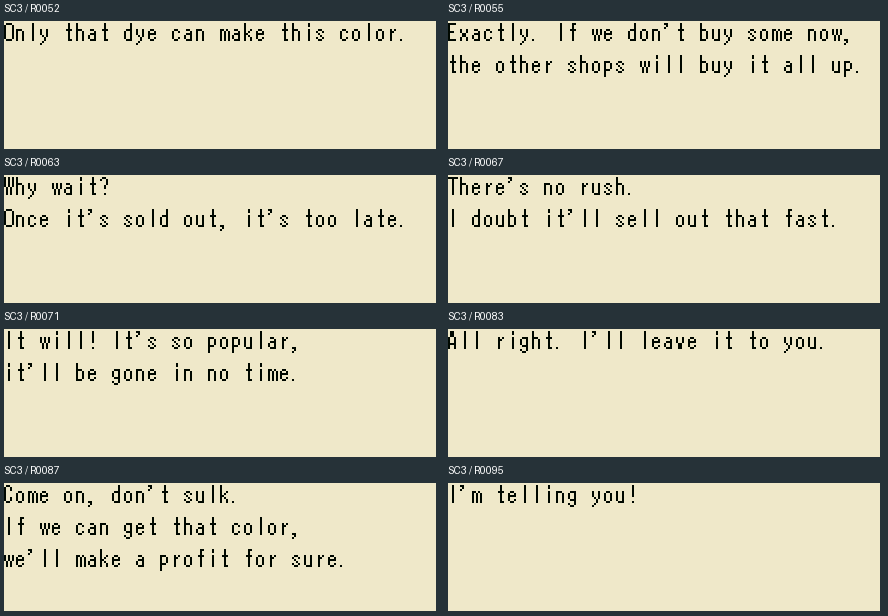 SC3/R0052
Only that dye can make this color.
SC3/R0055
Exactly. If we don't buy some now,
the other shops will buy it all up.
SC3/R0063
Why wait?
Once it's sold out, it's too late.
SC3/R0067
There's no rush.
I doubt it'll sell out that fast.
SC3/R0071
It will! It's so popular,
it'll be gone in no time.
SC3/R0083
All right. I'll leave it to you.
SC3/R0087
Come on, don't sulk.
If we can get that color,
we'll make a profit for sure.
SC3/R0095
I'm telling you!